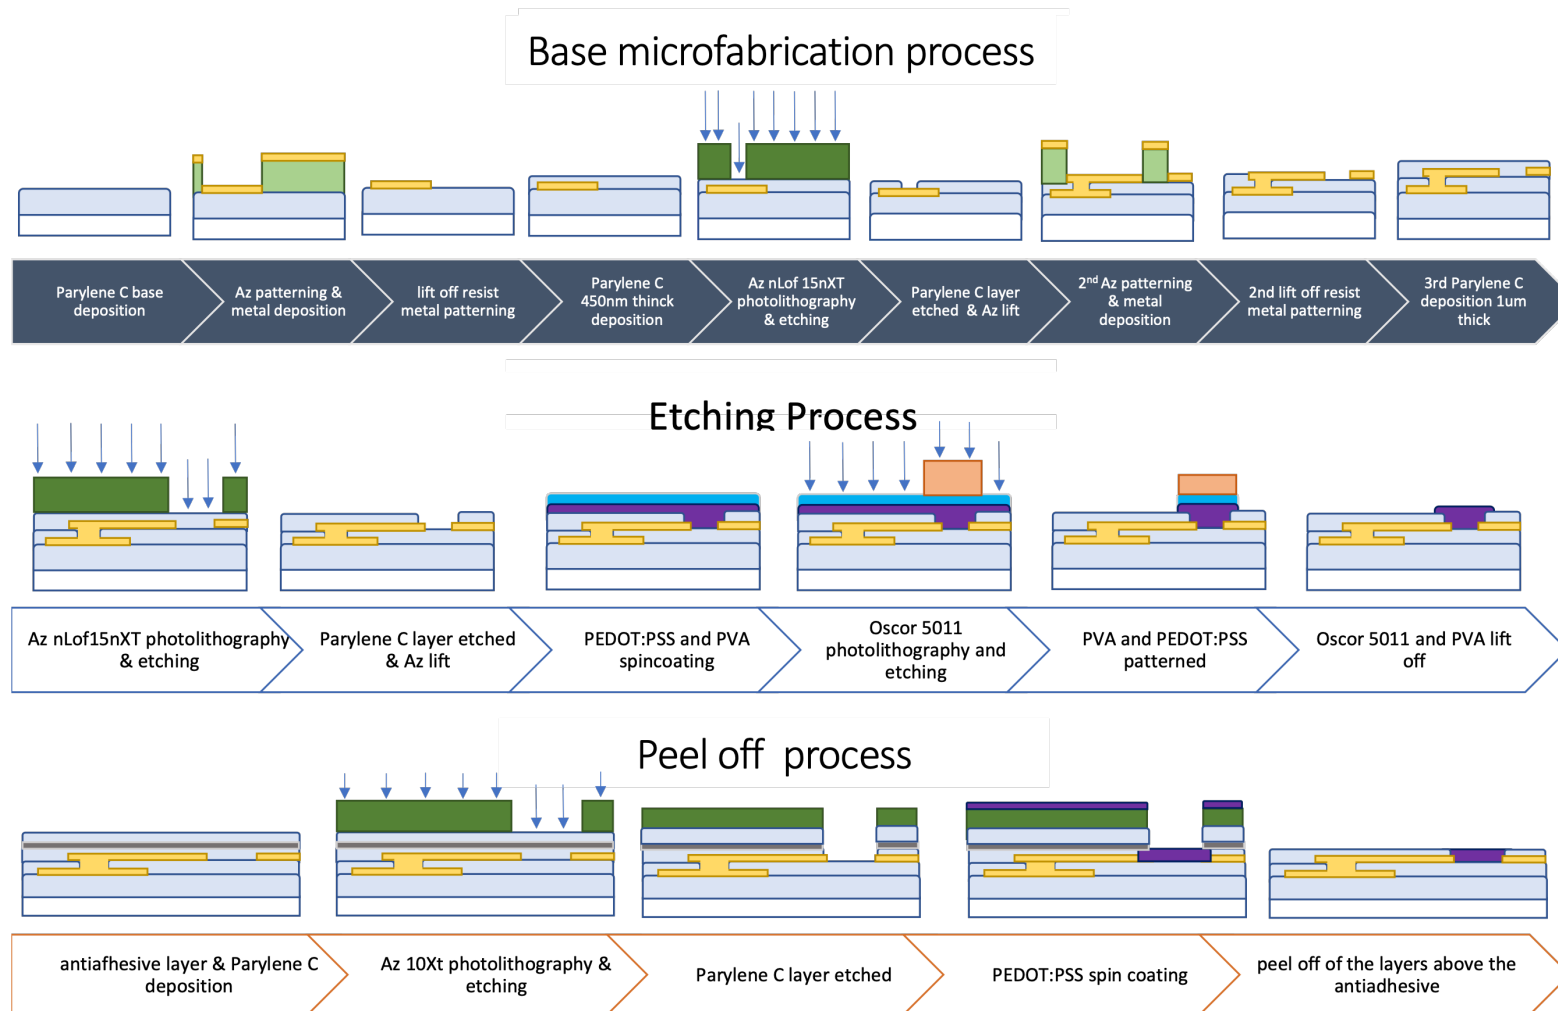 Base microfabrication process
Parylene C base
deposition
Az patterning &
metal deposition
lift off resist
metal patterning
Parylene C
450nm thinck
deposition
Az nLof 15nXT
photolithography
& etching
Parylene C layer
etched & Az lift
2nd Az patterning
& metal
deposition
2nd lift off resist
metal patterning
3rd Parylene C
deposition 1um
thick
Etching Process
Az nLof15nXT photolithography
& etching
Parylene C layer etched
& Az lift
PEDOT:PSS and PVA
spincoating
Oscor 5011
photolithography and
etching
PVA and PEDOT:PSS
patterned
Oscor 5011 and PVA lift
off
Peel off process
antiafhesive layer & Parylene C
deposition
Az 10Xt photolithography &
etching
Parylene C layer etched
PEDOT:PSS spin coating
peel off of the layers above the
antiadhesive